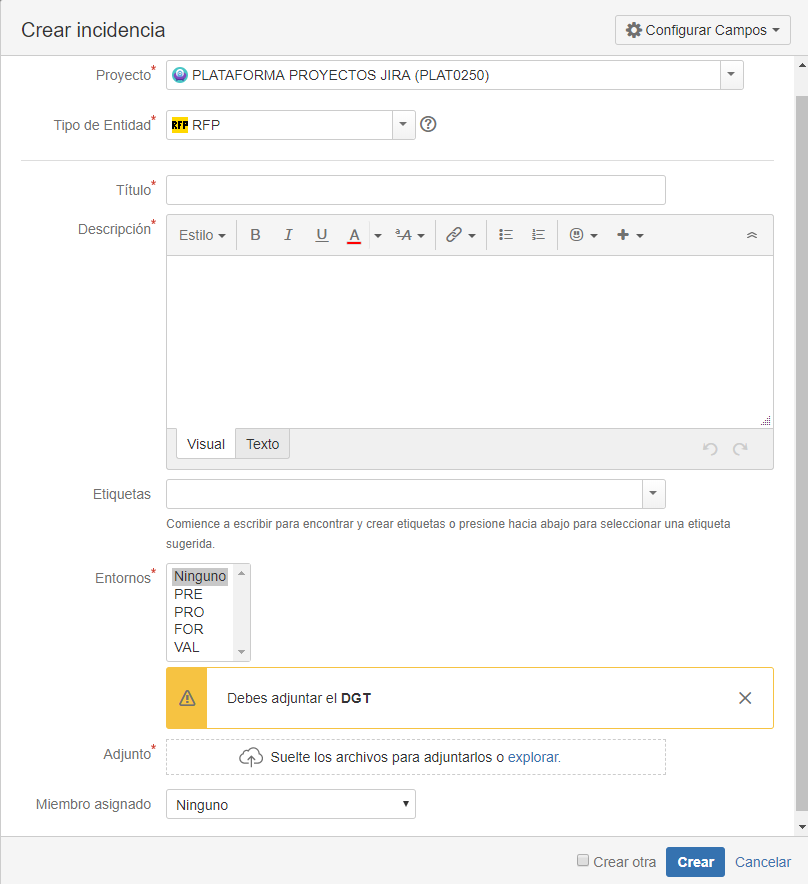 Crear incidencia
Configurar Campos
Proyecto*
PLATAFORMA PROYECTOS JIRA (PLAT0250)
Tipo de Entidad*
RFP RFP
Título*
Descripción*
Estilo B I U A ªA
Visual Texto
Etiquetas
Comience a escribir para encontrar y crear etiquetas o presione hacia abajo para seleccionar una etiqueta
sugerida.
Entornos*
Ninguno
PRE
PRO
FOR
VAL
Debes adjuntar el DGT
Adjunto*
Suelte los archivos para adjuntarlos o explorar.
Miembro asignado
Ninguno
Crear otra
Crear
Cancelar